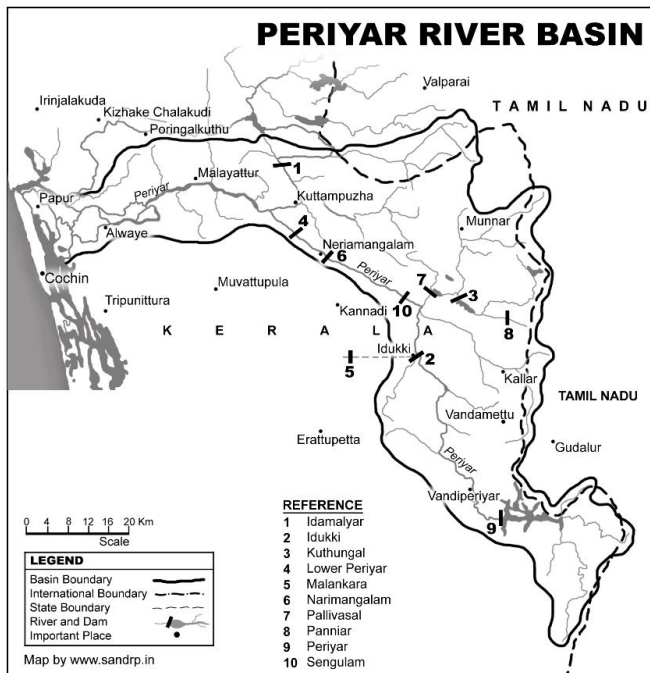 PERIYAR RIVER BASIN
Valparai
Irinjalakuda
Kizhake Chalakudi
TAMIL NADU
Poringalkuthu
1
Malayattur
Periyar
Papur
Kuttampuzha
4
Munnar
Alwaye
Neriamangalam
6
Periyar
Cochin
Muvattupula
7
3
Tripunittura
Kannadi
10
8
KERALA
Idukki
5
2
Kallar
TAMIL NADU
Vandamettu
Erattupetta
Gudalur
Periyar
Vandiperiyar
9
0 4 8 12 16 20 Km
Scale
LEGEND
Basin Boundary
International Boundary
State Boundary
River and Dam
Important Place
Map by www.sandrp.in
REFERENCE
1 Idamalyar
2 Idukki
3 Kuthungal
4 Lower Periyar
5 Malankara
6 Narimangalam
7 Pallivasal
8 Panniar
9 Periyar
10 Sengulam